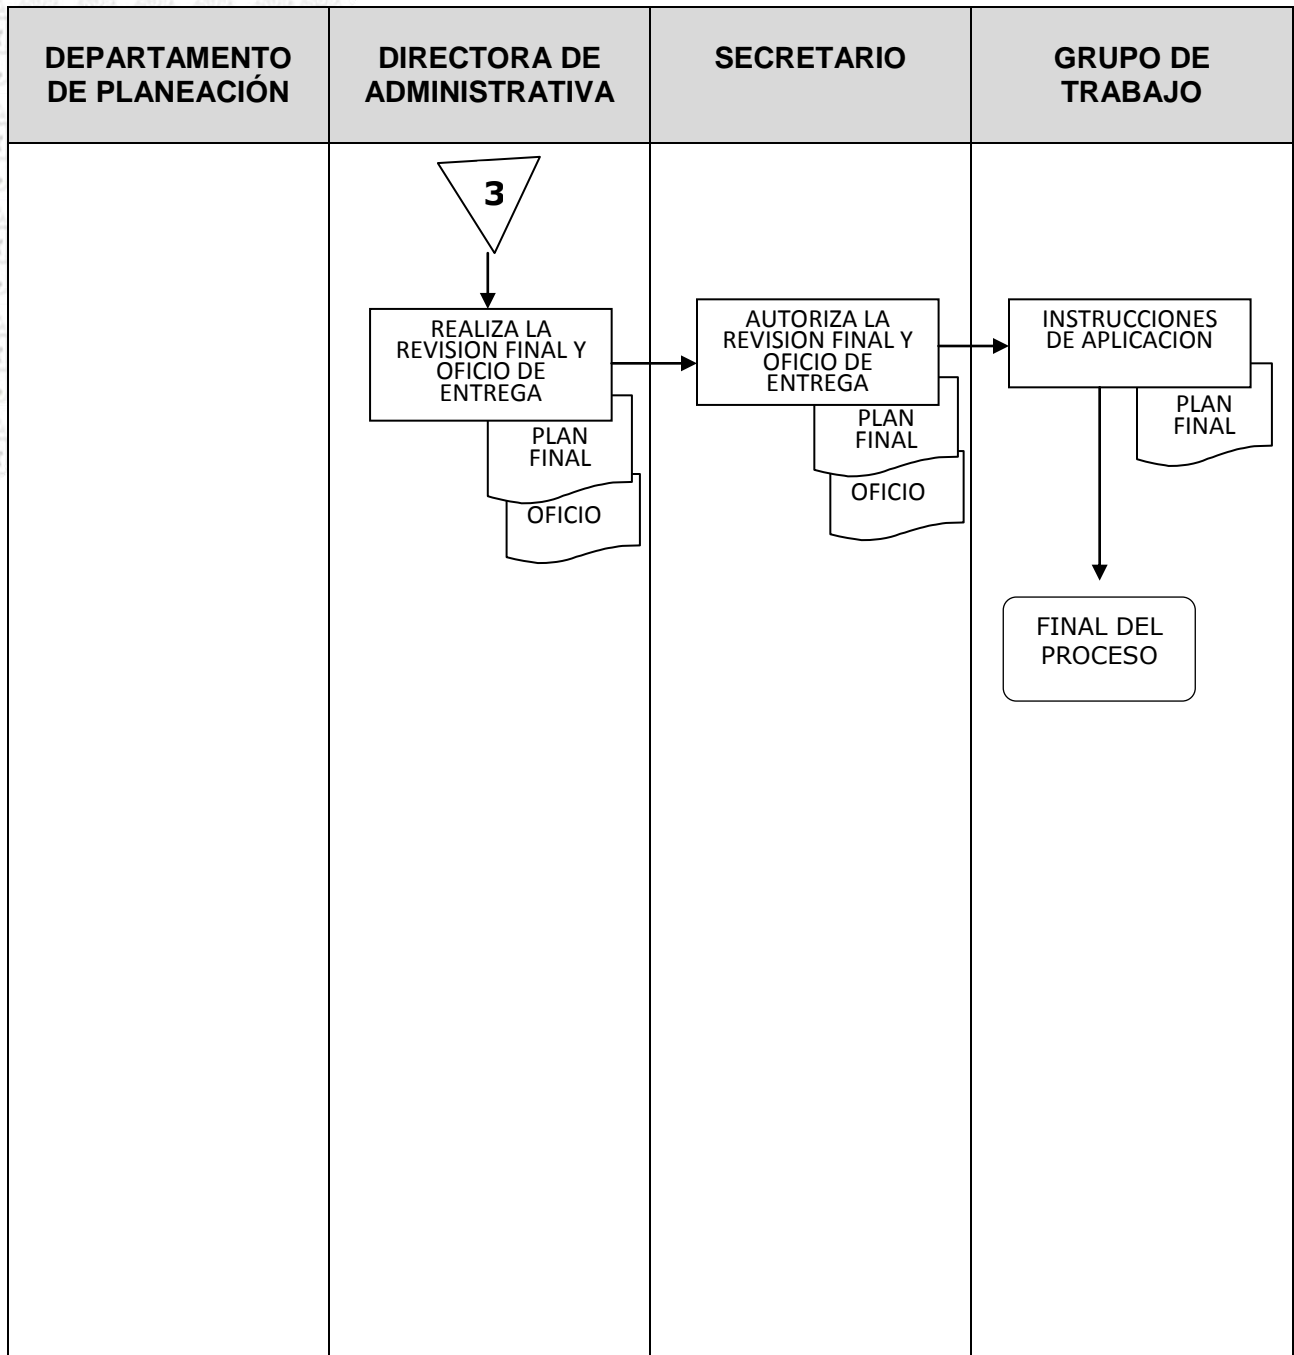 DEPARTAMENTO
DE PLANEACIÓN
DIRECTORA DE
ADMINISTRATIVA
SECRETARIO
GRUPO DE
TRABAJO
3
REALIZA LA
REVISION FINAL Y
OFICIO DE
ENTREGA
PLAN
FINAL
OFICIO
AUTORIZA LA
REVISION FINAL Y
OFICIO DE
ENTREGA
PLAN
FINAL
OFICIO
INSTRUCCIONES
DE APLICACION
PLAN
FINAL
FINAL DEL
PROCESO